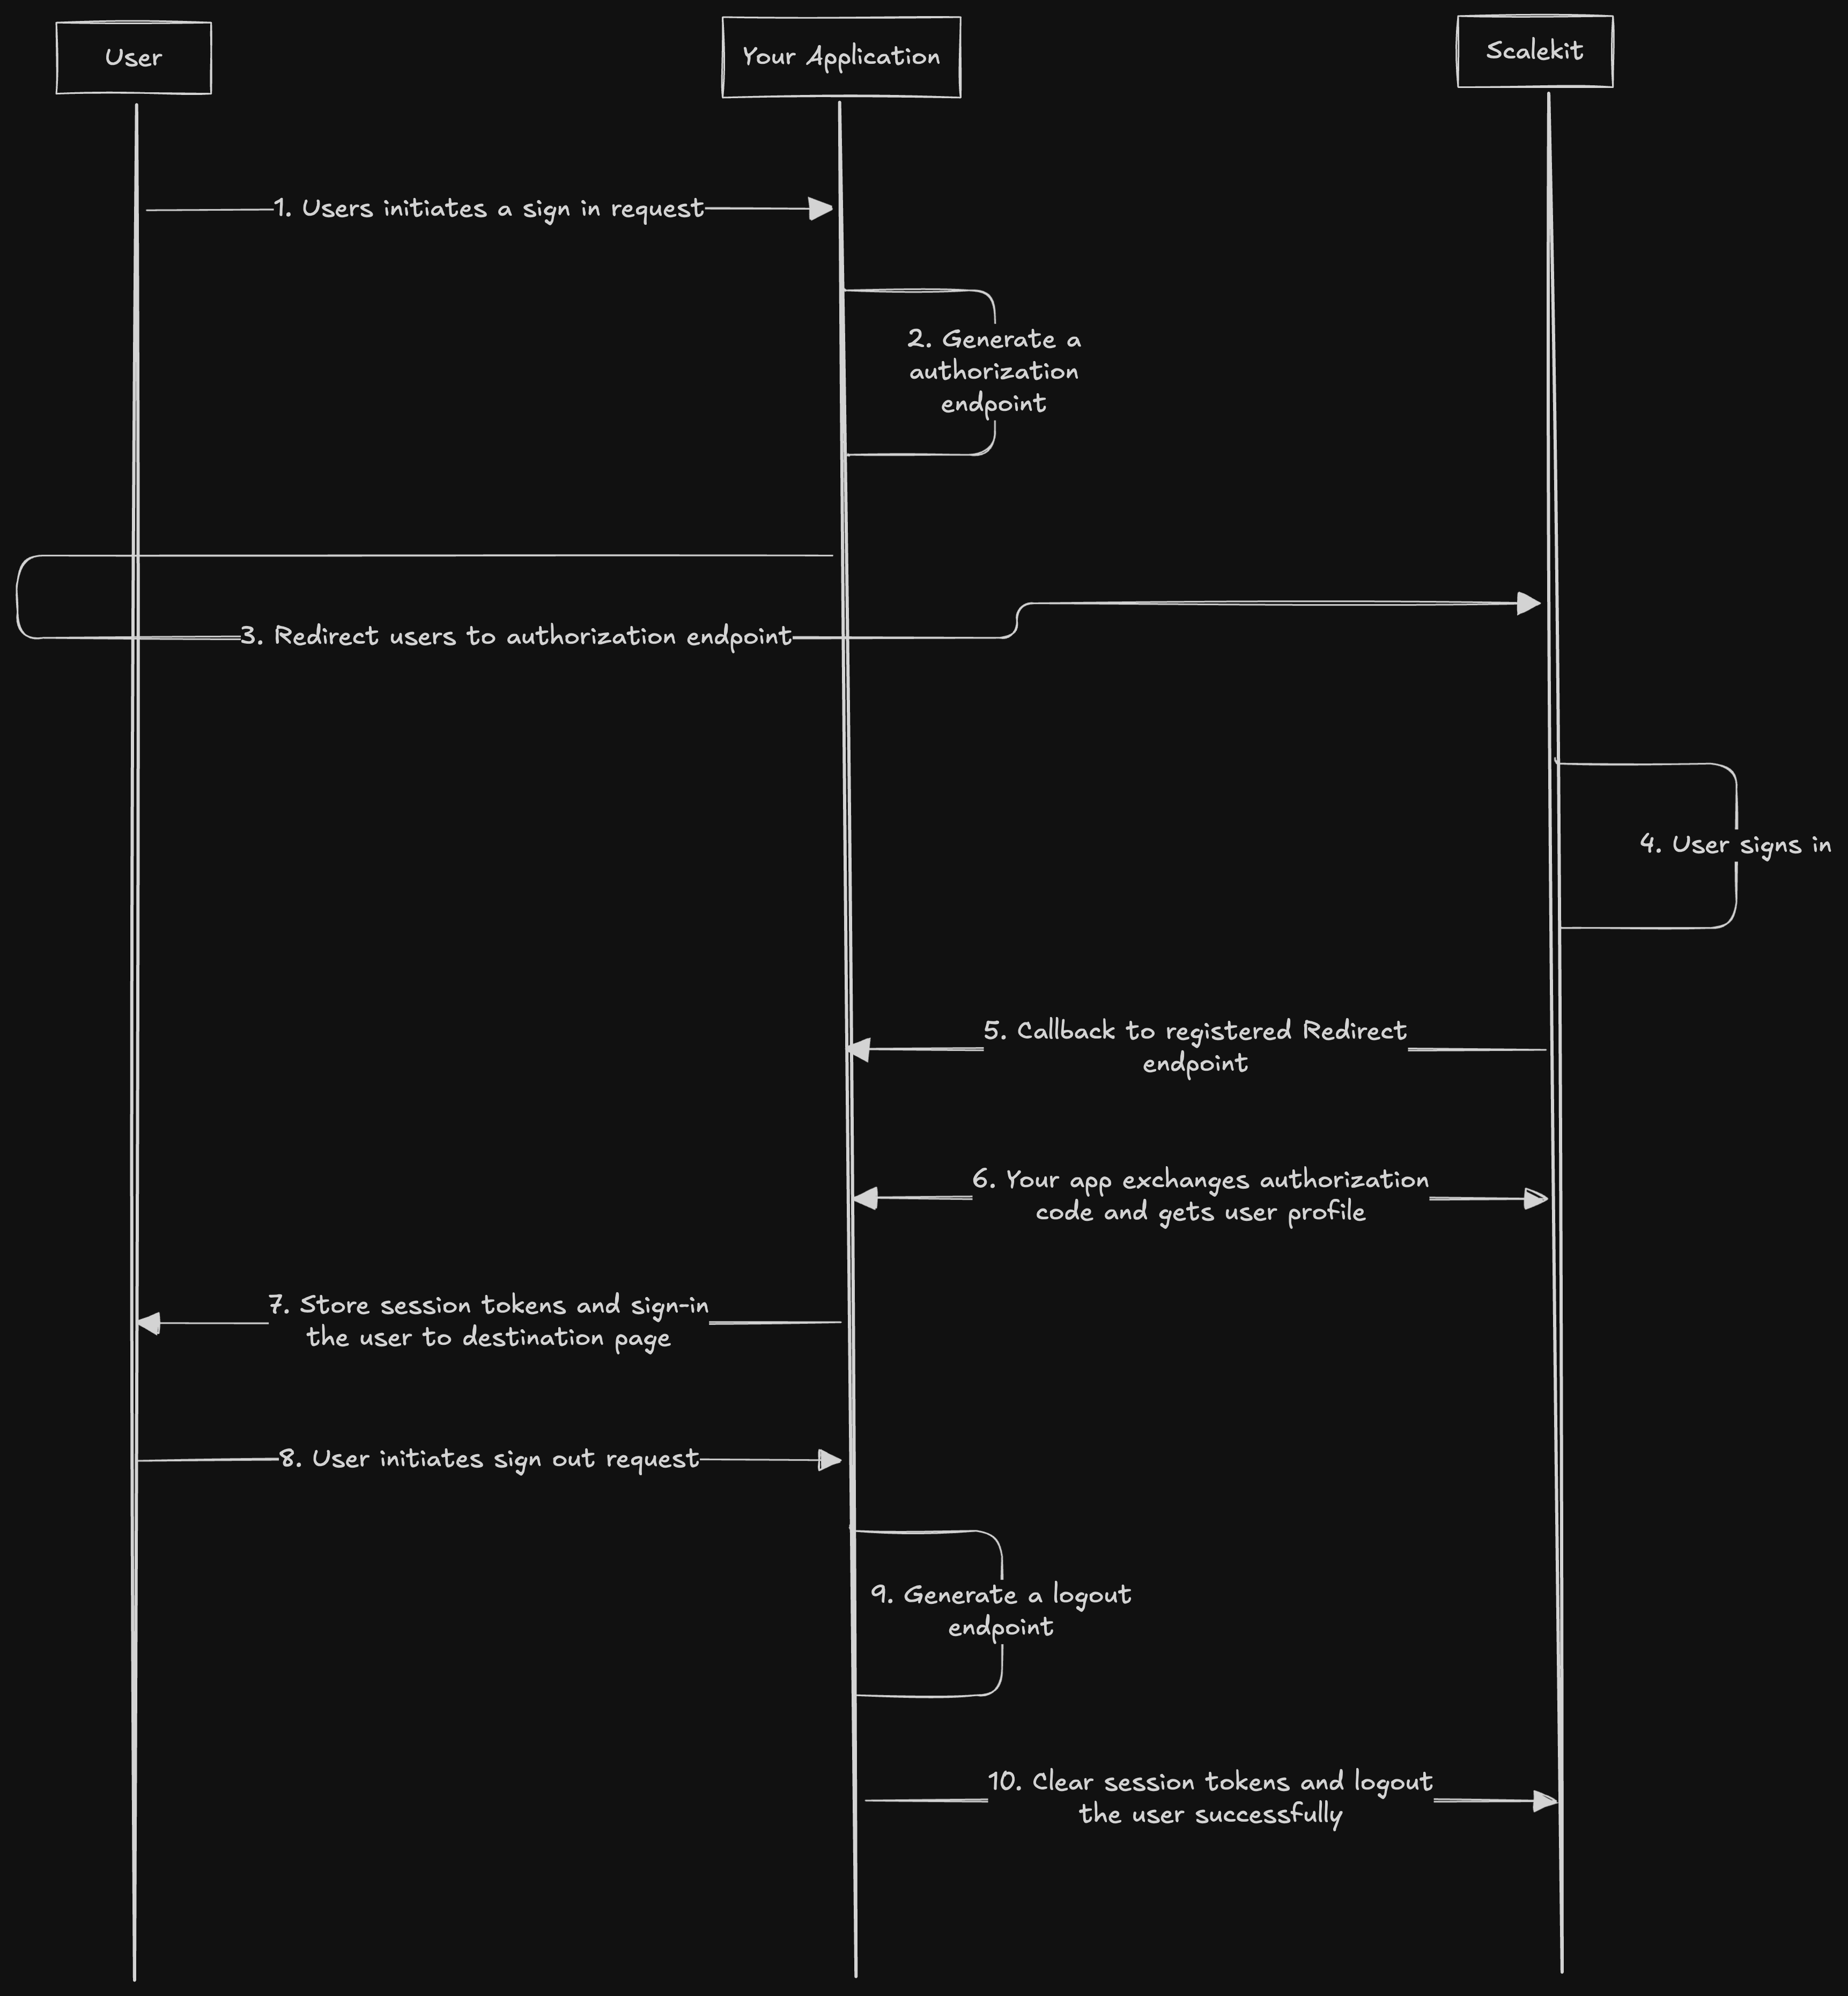 User
Your Application
Scalekit
1. Users initiates a sign in request
2. Generate a
authorization
endpoint
3. Redirect users to authorization endpoint
4. User signs in
5. Callback to registered Redirect
endpoint
6. Your app exchanges authorization
code and gets user profile
7. Store session tokens and sign-in
the user to destination page
8. User initiates sign out request
9. Generate a logout
endpoint
10. Clear session tokens and logout
the user successfully